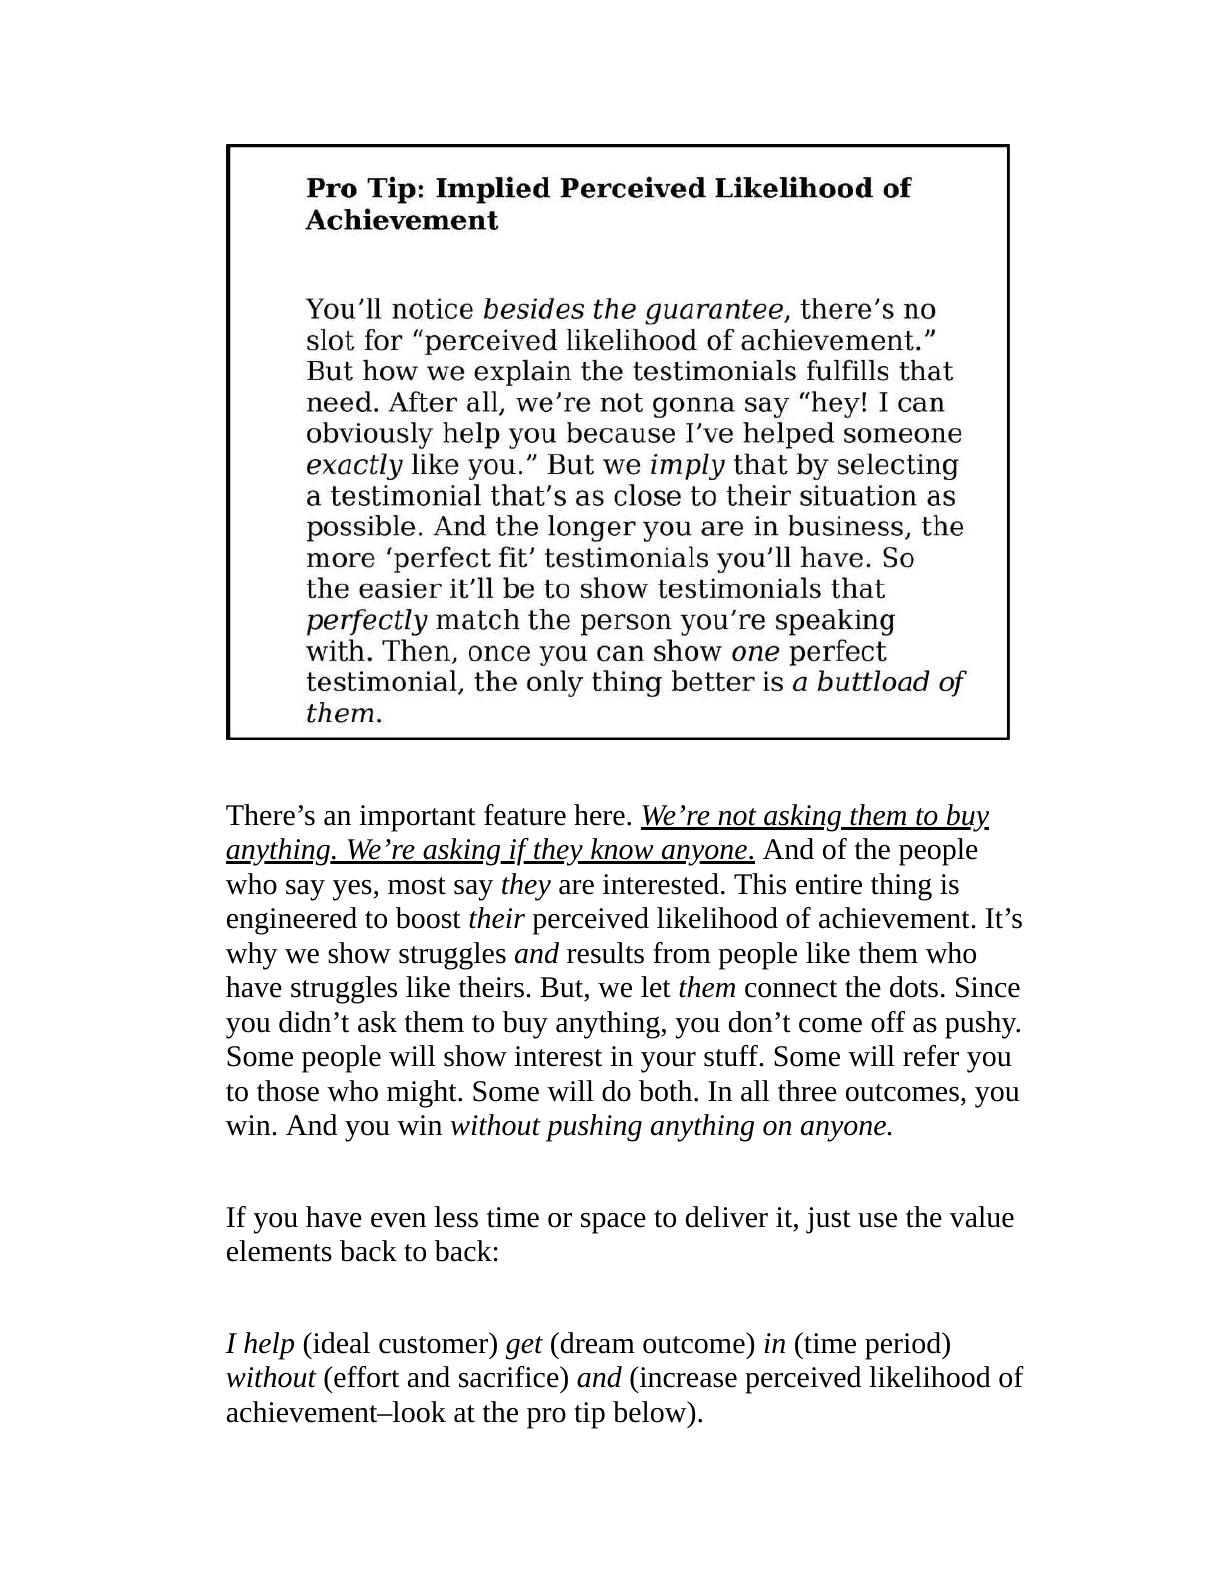 Pro Tip: Implied Perceived Likelihood of
Achievement
You’ll notice besides the guarantee, there’s no
slot for “perceived likelihood of achievement.”
But how we explain the testimonials fulfills that
need. After all, we’re not gonna say “hey! I can
obviously help you because I’ve helped someone
exactly like you.” But we imply that by selecting
a testimonial that’s as close to their situation as
possible. And the longer you are in business, the
more ‘perfect fit’ testimonials you’ll have. So
the easier it’ll be to show testimonials that
perfectly match the person you’re speaking
with. Then, once you can show one perfect
testimonial, the only thing better is a buttload of
them.
There’s an important feature here. We’re not asking them to buy
anything. We’re asking if they know anyone. And of the people
who say yes, most say they are interested. This entire thing is
engineered to boost their perceived likelihood of achievement. It’s
why we show struggles and results from people like them who
have struggles like theirs. But, we let them connect the dots. Since
you didn’t ask them to buy anything, you don’t come off as pushy.
Some people will show interest in your stuff. Some will refer you
to those who might. Some will do both. In all three outcomes, you
win. And you win without pushing anything on anyone.
If you have even less time or space to deliver it, just use the value
elements back to back:
I help (ideal customer) get (dream outcome) in (time period)
without (effort and sacrifice) and (increase perceived likelihood of
achievement–look at the pro tip below).